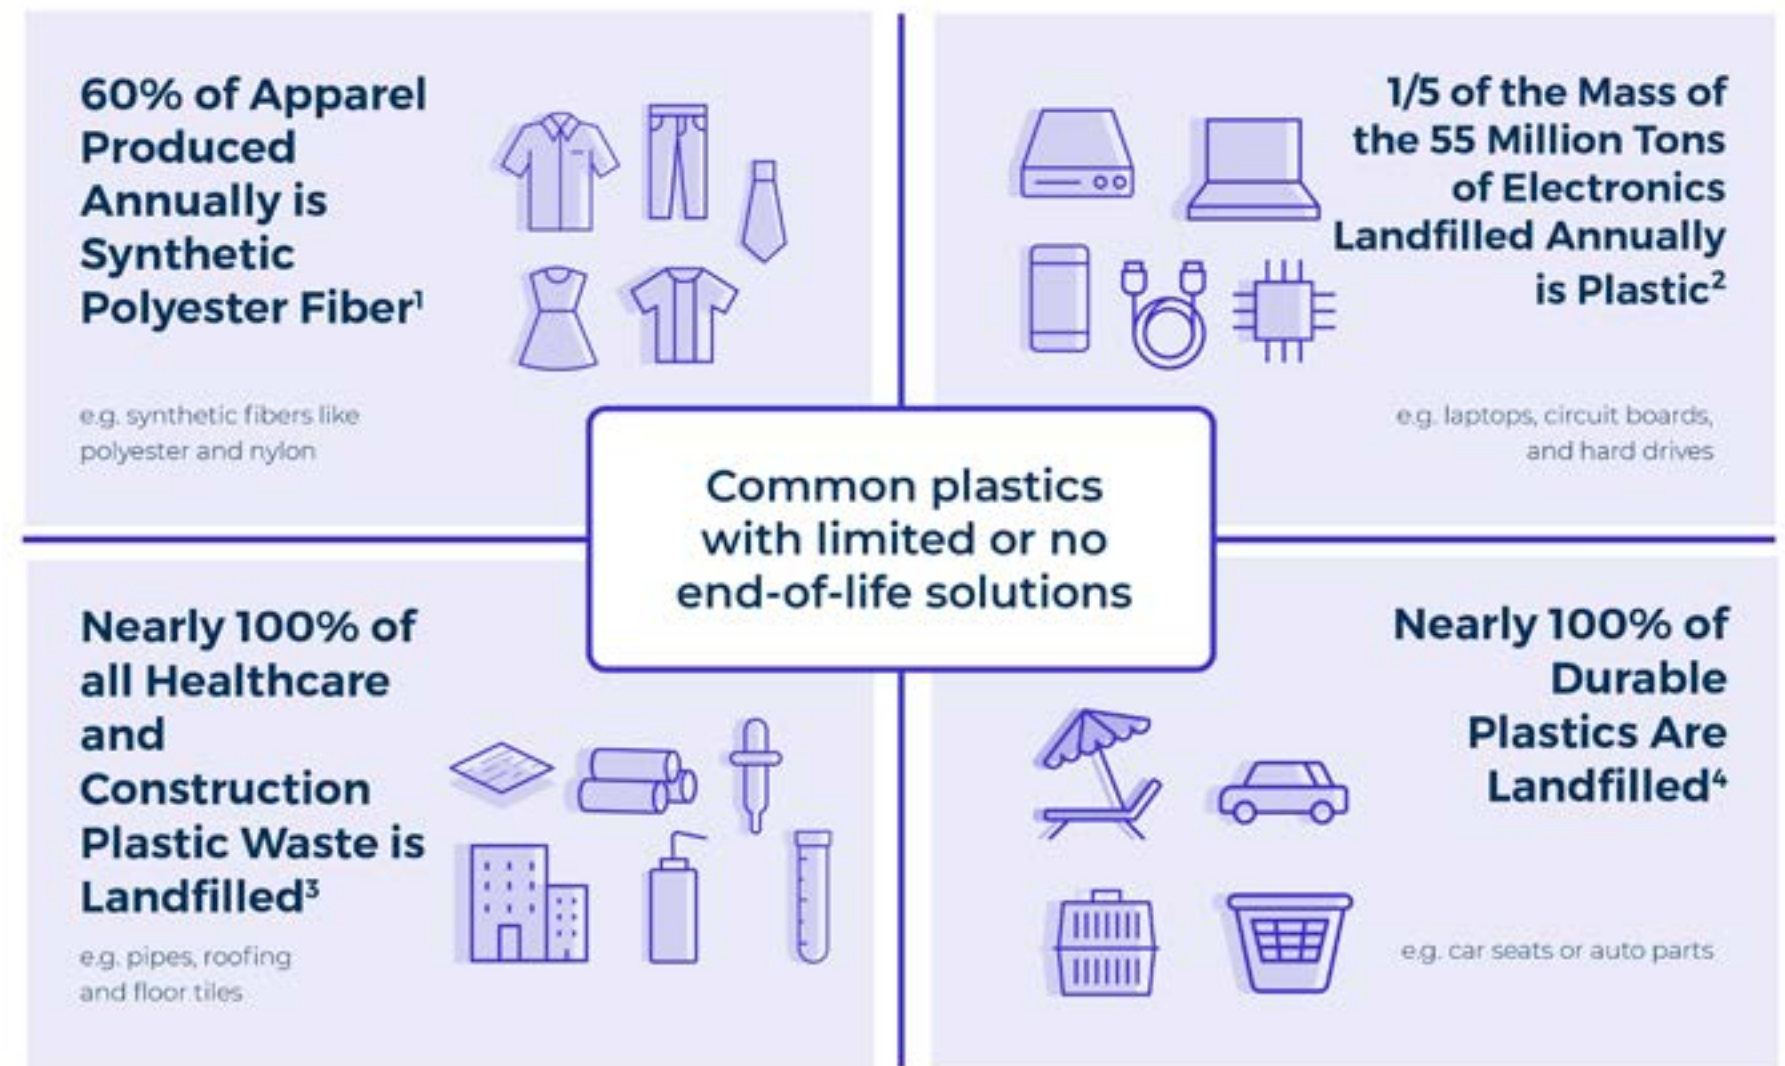 60% of Apparel
Produced
Annually is
Synthetic
Polyester Fiber¹
e.g. synthetic fibers like
polyester and nylon
1/5 of the Mass of
the 55 Million Tons
of Electronics
Landfilled Annually
is Plastic²
e.g. laptops, circuit boards,
and hard drives
Common plastics
with limited or no
end-of-life solutions
Nearly 100% of
all Healthcare
and
Construction
Plastic Waste is
Landfilled³
e.g. pipes, roofing
and floor tiles
Nearly 100% of
Durable
Plastics Are
Landfilled⁴
e.g. car seats or auto parts